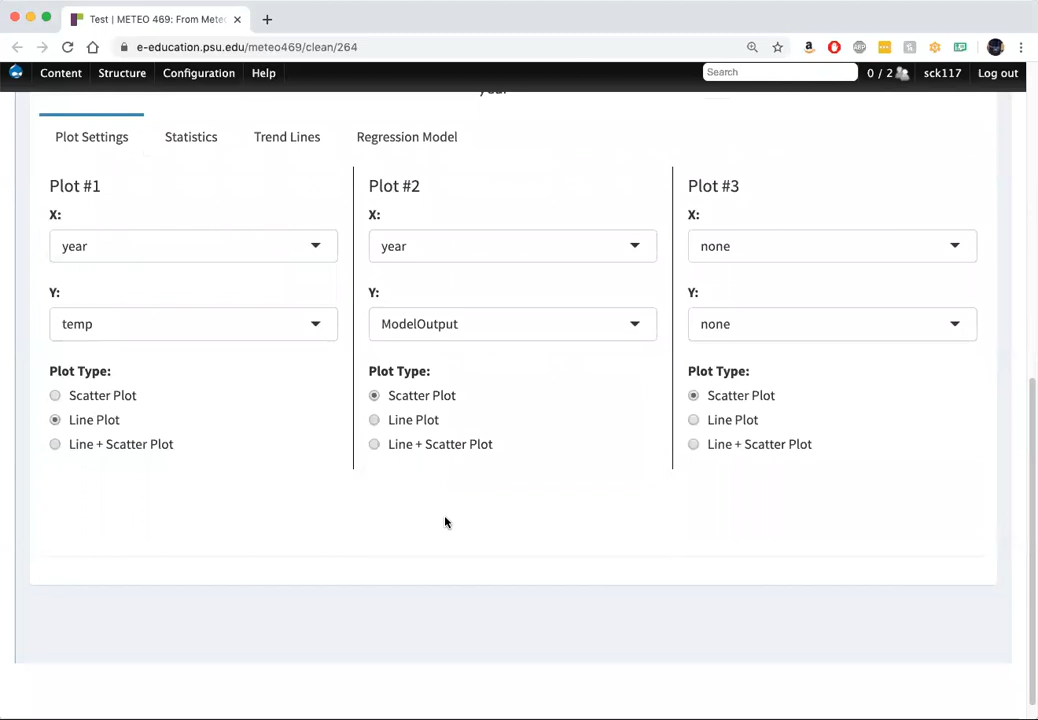 Test | METEO 469: From Mete
e-education.psu.edu/meteo469/clean/264
a
ABP
Content Structure Configuration Help Search 0 / 2 sck117 Log out
year
Plot Settings Statistics Trend Lines Regression Model
Plot #1 Plot #2 Plot #3
X: X: X:
year year none
Y: Y: Y:
temp ModelOutput none
Plot Type: Plot Type: Plot Type:
Scatter Plot Scatter Plot Scatter Plot
Line Plot Line Plot Line Plot
Line + Scatter Plot Line + Scatter Plot Line + Scatter Plot